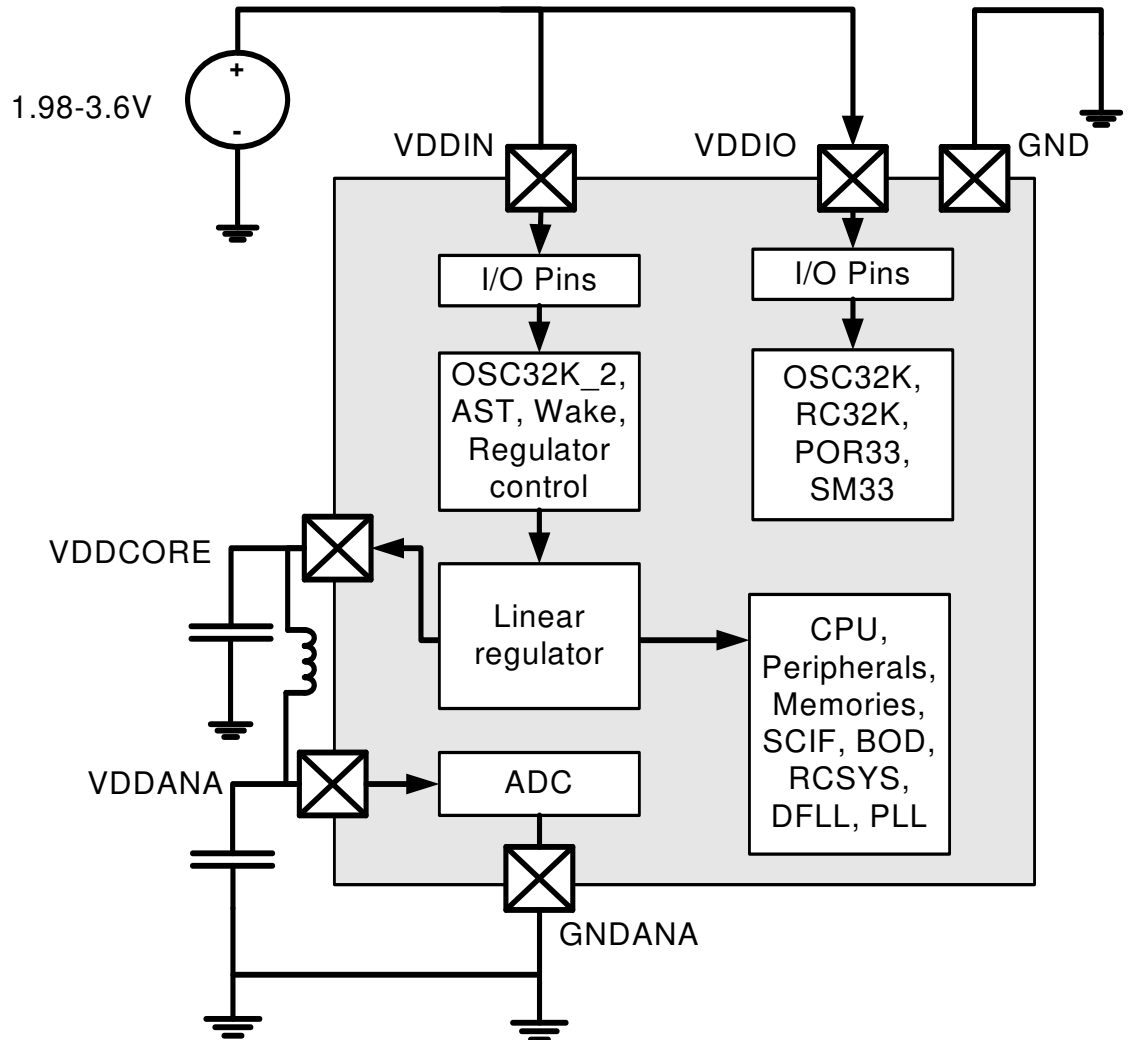 +
1.98-3.6V
-
VDDIN
VDDIO
GND
I/O Pins
I/O Pins
OSC32K_2,
AST, Wake,
Regulator
control
OSC32K,
RC32K,
POR33,
SM33
VDDCORE
Linear
regulator
CPU,
Peripherals,
Memories,
SCIF, BOD,
RCSYS,
DFLL, PLL
VDDANA
ADC
GNDANA